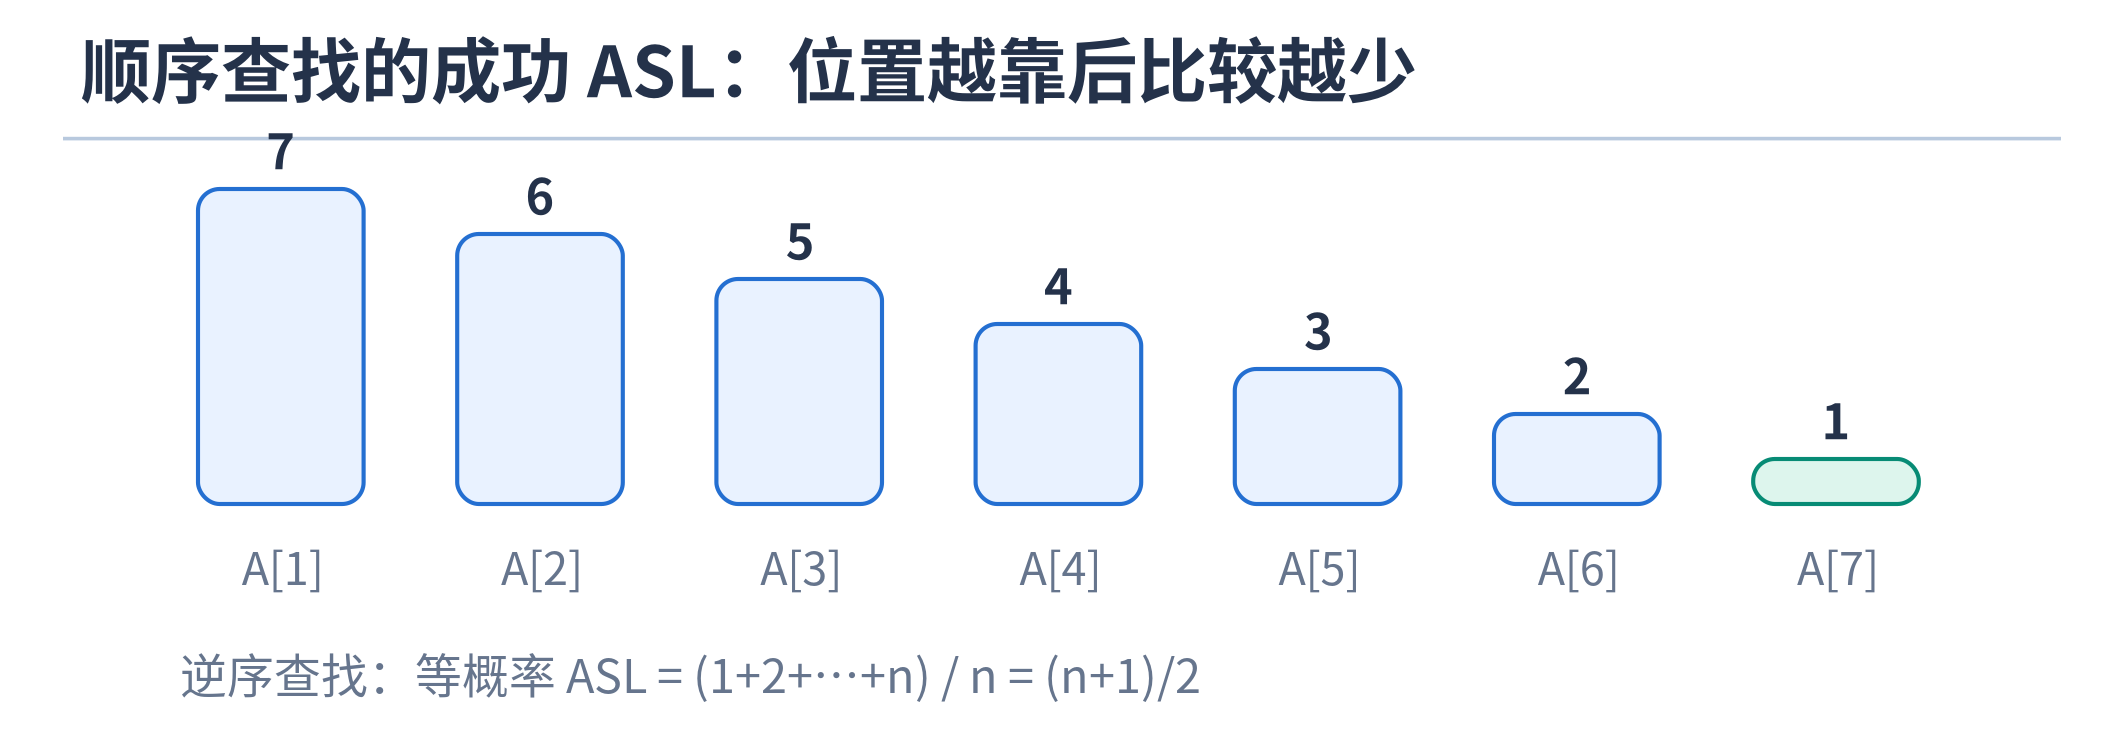 顺序查找的成功 ASL：位置越靠后比较越少
7
6
5
4
3
2
1
A[1] A[2] A[3] A[4] A[5] A[6] A[7]
逆序查找：等概率 ASL = (1+2+⋯+n) / n = (n+1)/2